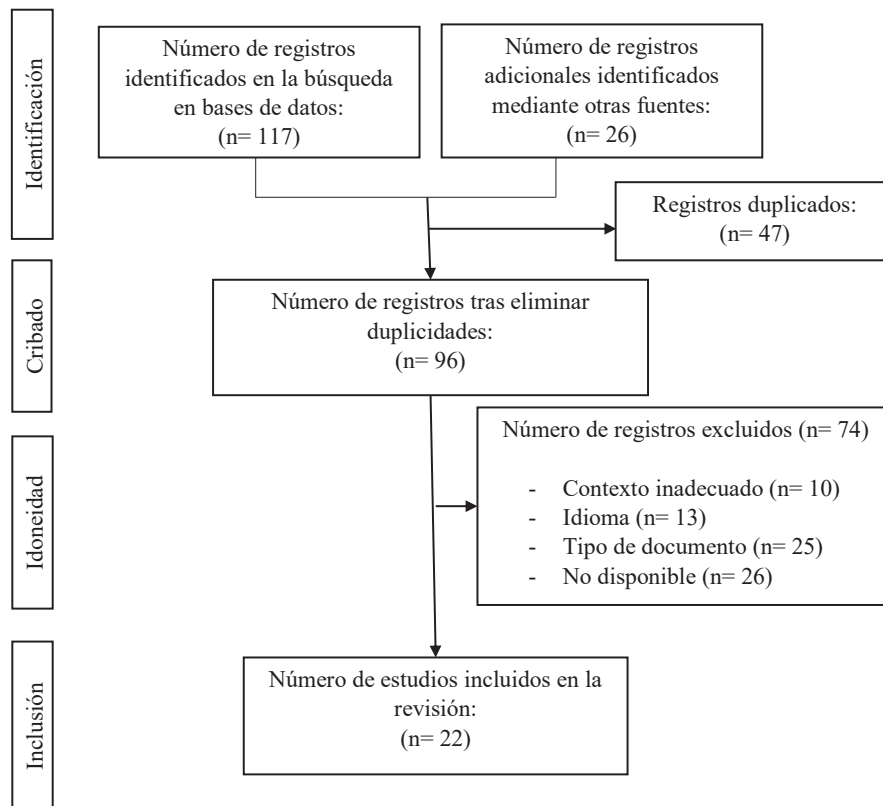 Identificación
Número de registros
identificados en la búsqueda
en bases de datos:
(n= 117)
Número de registros
adicionales identificados
mediante otras fuentes:
(n= 26)
Registros duplicados:
(n= 47)
Cribado
Número de registros tras eliminar
duplicidades:
(n= 96)
Idoneidad
Número de registros excluidos (n= 74)
- Contexto inadecuado (n= 10)
- Idioma (n= 13)
- Tipo de documento (n= 25)
- No disponible (n= 26)
Inclusión
Número de estudios incluidos en la
revisión:
(n= 22)